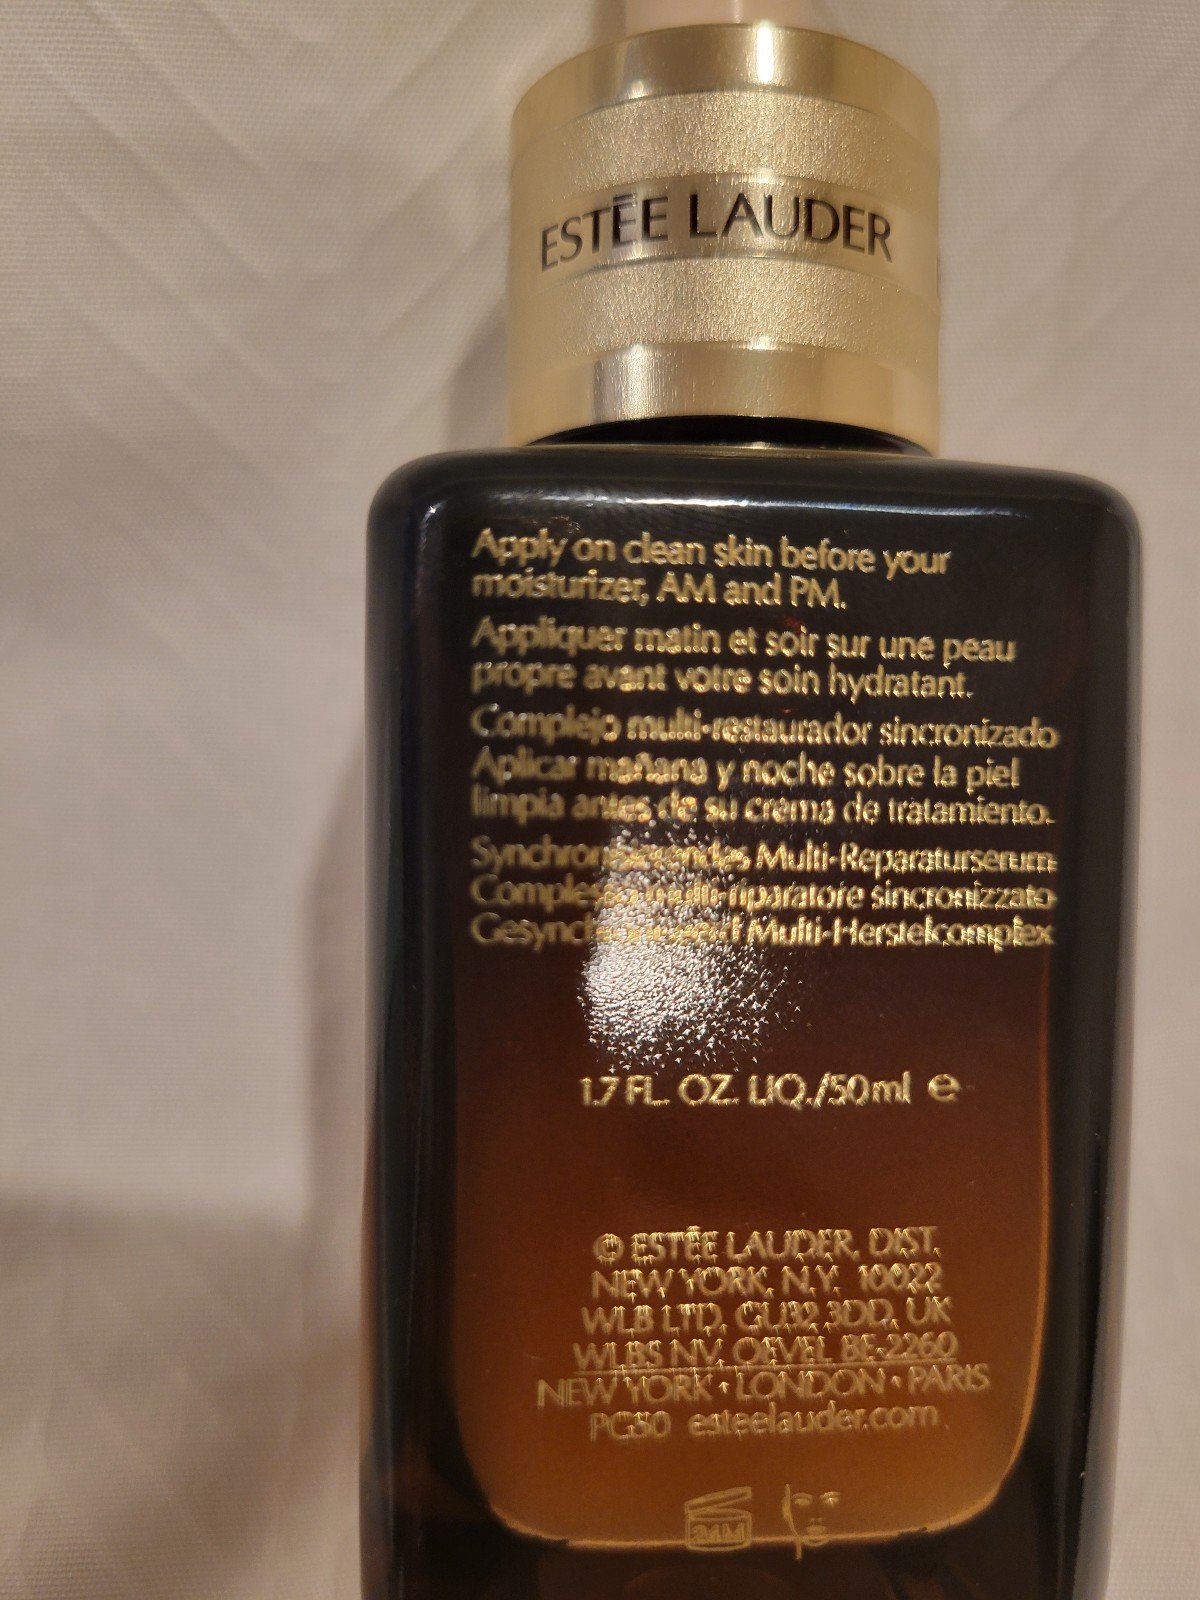 ESTĒE LAUDER
Apply on clean skin before your
moisturizer, AM and PM.
Appliquer matin et soir sur une peau
propre avant votre soin hydratant.
Complejo multi-restaurador sincronizado
Aplicar mañana y noche sobre la piel
limpia antes de su crema de tratamiento.
Multi-Reparaturserum
Complesso multi-riparatore sincronizzato
Multi-Herstelcomplex
1.7 FL. OZ. LIQ./50ml ℮
© ESTĒE LAUDER, DIST.
NEW YORK, N.Y. 10022
WLB LTD, GU32 3DD, UK
WLBS NV, OEVEL BE-2260
NEW YORK • LONDON • PARIS
PG50 esteelauder.com
24M